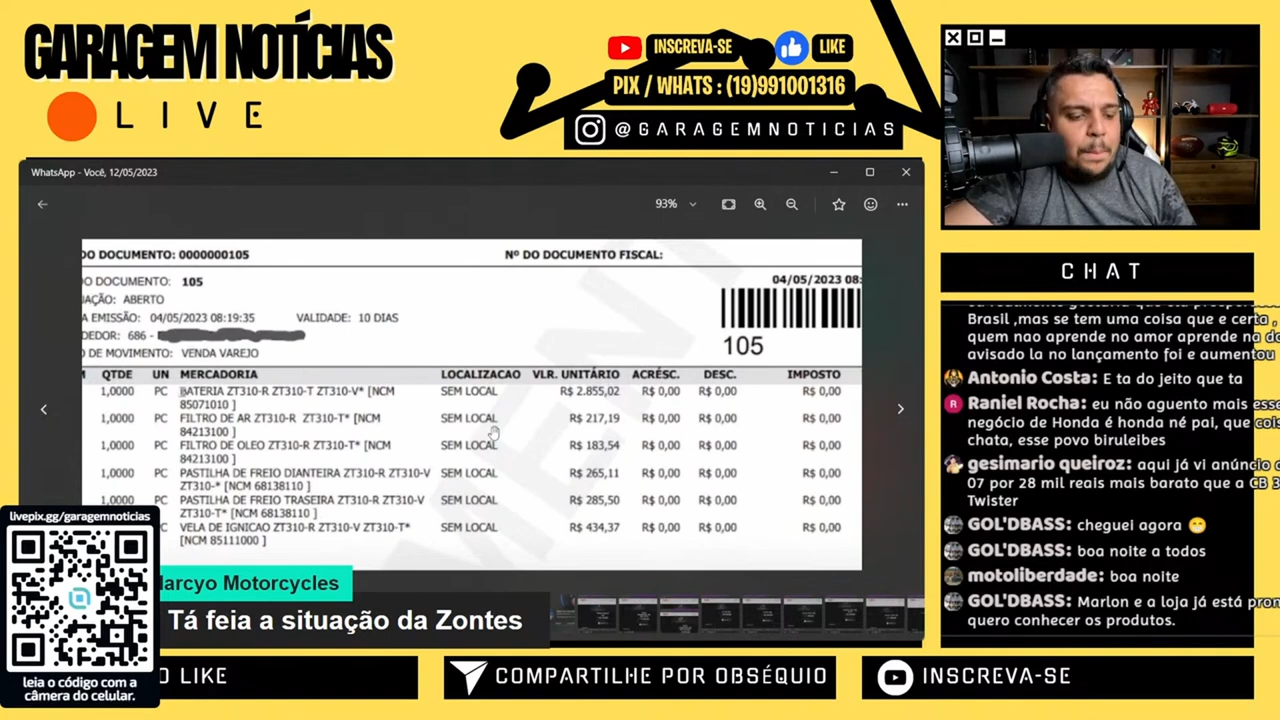 GARAGEM NOTÍCIAS
LIVE
INSCREVA-SE
LIKE
PIX / WHATS : (19)991001316
@GARAGEMNOTICIAS
WhatsApp - Você, 12/05/2023
93%
DO DOCUMENTO: 0000000105
Nº DO DOCUMENTO FISCAL:
DO DOCUMENTO: 105
04/05/2023 08:
UAÇÃO: ABERTO
A EMISSÃO: 04/05/2023 08:19:35 VALIDADE: 10 DIAS
DEDOR: 686 -
O DE MOVIMENTO: VENDA VAREJO
105
QTDE UN MERCADORIA LOCALIZACAO VLR. UNITÁRIO ACRÉSC. DESC. IMPOSTO
1,0000 PC BATERIA ZT310-R ZT310-T ZT310-V* [NCM SEM LOCAL R$ 2.855,02 R$ 0,00 R$ 0,00 R$ 0,00
85071010 ]
1,0000 PC FILTRO DE AR ZT310-R ZT310-T* [NCM SEM LOCAL R$ 217,19 R$ 0,00 R$ 0,00 R$ 0,00
84213100 ]
1,0000 PC FILTRO DE OLEO ZT310-R ZT310-T* [NCM SEM LOCAL R$ 183,54 R$ 0,00 R$ 0,00 R$ 0,00
84213100 ]
1,0000 PC PASTILHA DE FREIO DIANTEIRA ZT310-R ZT310-V SEM LOCAL R$ 265,11 R$ 0,00 R$ 0,00 R$ 0,00
ZT310-* [NCM 68138110 ]
1,0000 PC PASTILHA DE FREIO TRASEIRA ZT310-R ZT310-V SEM LOCAL R$ 285,50 R$ 0,00 R$ 0,00 R$ 0,00
ZT310-T* [NCM 68138110 ]
1,0000 PC VELA DE IGNICAO ZT310-R ZT310-V ZT310-T* SEM LOCAL R$ 434,37 R$ 0,00 R$ 0,00 R$ 0,00
[NCM 85111000 ]
arcyo Motorcycles
Tá feia a situação da Zontes
livepix.gg/garagemnoticias
leia o código com a
câmera do celular.
O LIKE
COMPARTILHE POR OBSÉQUIO
INSCREVA-SE
CHAT
Brasil ,mas se tem uma coisa que e certa ,
quem nao aprende no amor aprende na do
avisado la no lançamento foi e aumentou
Antonio Costa: E ta do jeito que ta
Raniel Rocha: eu não aguento mais esse
negócio de Honda é honda né pai, que cois
chata, esse povo biruleibes
gesimario queiroz: aqui já vi anúncio d
07 por 28 mil reais mais barato que a CB 3
Twister
GOL'DBASS: cheguei agora 😁
GOL'DBASS: boa noite a todos
motoliberdade: boa noite
GOL'DBASS: Marlon e a loja já está pron
quero conhecer os produtos.